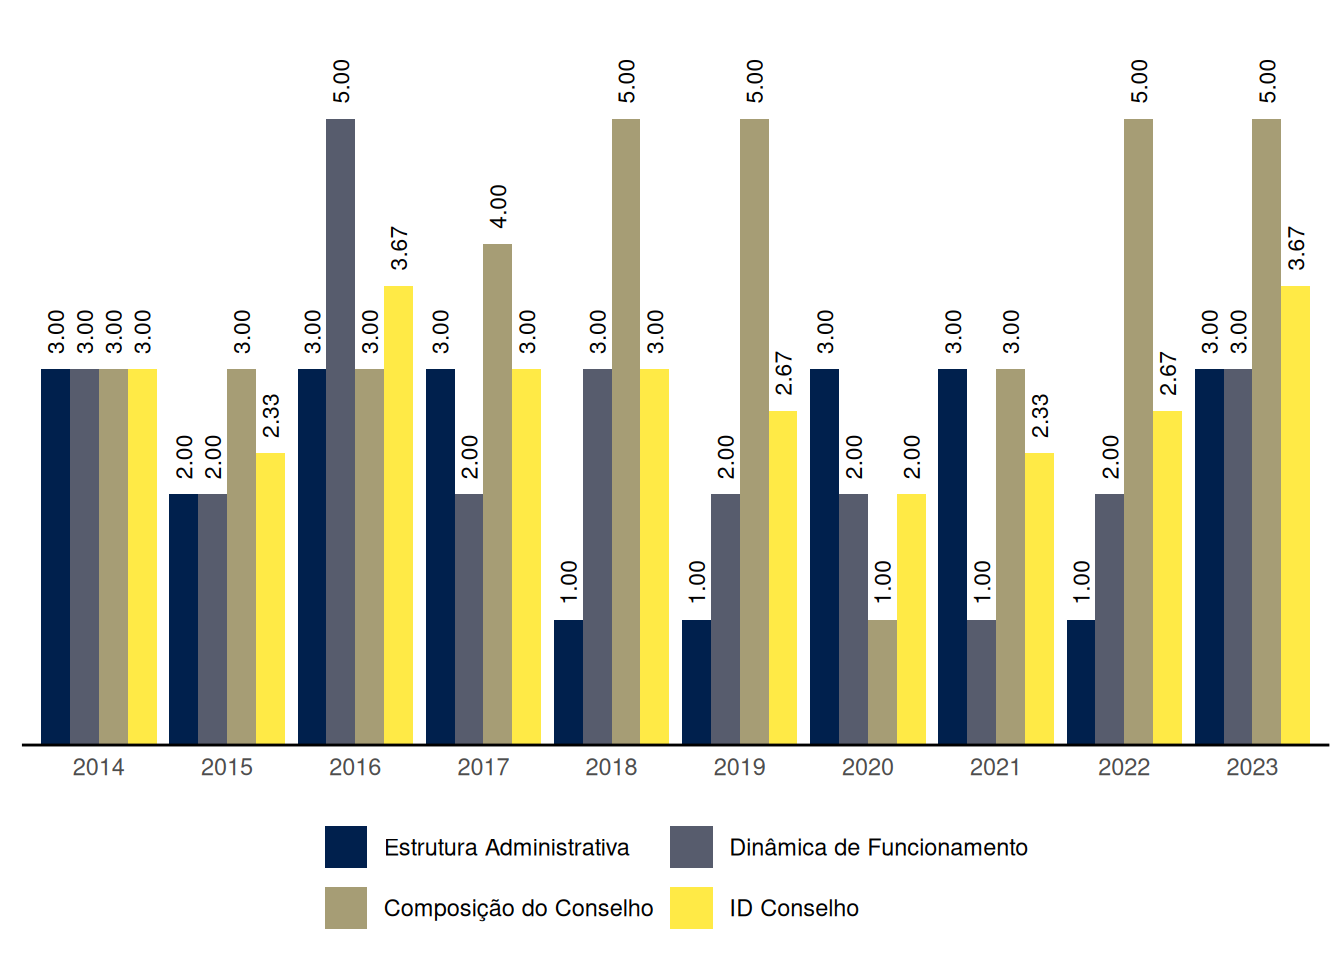 5.00 5.00 5.00 5.00 5.00
4.00
3.67 3.67
3.00 3.00 3.00 3.00 3.00 3.00 3.00 3.00 3.00 3.00 3.00 3.00 3.00 3.00 3.00 3.00 3.00
2.67 2.67
2.33 2.33
2.00 2.00 2.00 2.00 2.00 2.00 2.00
1.00 1.00 1.00 1.00 1.00
2014 2015 2016 2017 2018 2019 2020 2021 2022 2023
Estrutura Administrativa Dinâmica de Funcionamento
Composição do Conselho ID Conselho